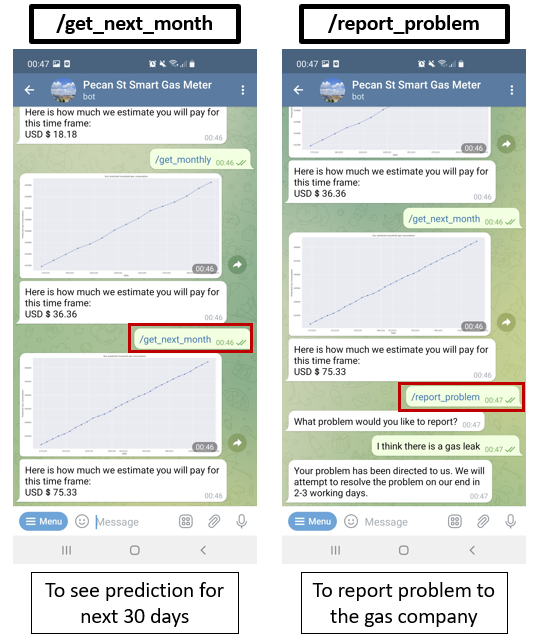 /get_next_month
/report_problem
00:47
Pecan St Smart Gas Meter
bot
Here is how much we estimate you will pay for
this time frame:
USD $ 18.18
00:46
/get_monthly
00:46
00:46
Here is how much we estimate you will pay for
this time frame:
USD $ 36.36
00:46
/get_next_month
00:46
00:46
Here is how much we estimate you will pay for
this time frame:
USD $ 75.33
00:46
Menu
Message
To see prediction for
next 30 days
00:47
Pecan St Smart Gas Meter
bot
00:46
Here is how much we estimate you will pay for
this time frame:
USD $ 36.36
00:46
/get_next_month
00:46
00:46
Here is how much we estimate you will pay for
this time frame:
USD $ 75.33
00:46
/report_problem
00:47
What problem would you like to report?
00:47
I think there is a gas leak
00:47
Your problem has been directed to us. We will
attempt to resolve the problem on our end in
2-3 working days.
00:47
Menu
Message
To report problem to
the gas company